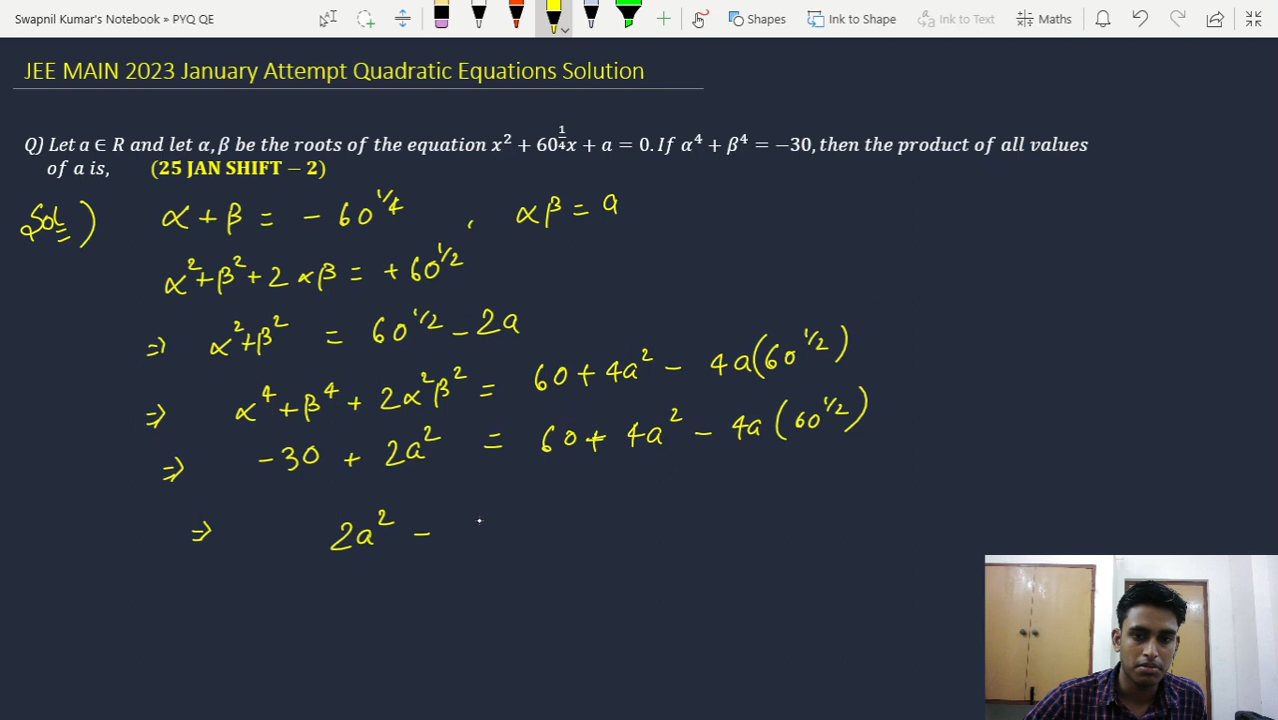 Swapnil Kumar's Notebook » PYQ QE
Shapes Ink to Shape Ink to Text Maths
JEE MAIN 2023 January Attempt Quadratic Equations Solution
Q) Let a ∈ R and let α, β be the roots of the equation x² + 60^{1/4}x + a = 0. If α⁴ + β⁴ = −30, then the product of all values
of a is, (25 JAN SHIFT − 2)
Sol) α + β = − 60^{1/4} , αβ = a
α² + β² + 2αβ = + 60^{1/2}
⇒ α² + β² = 60^{1/2} − 2a
⇒ α⁴ + β⁴ + 2α²β² = 60 + 4a² − 4a(60^{1/2})
⇒ −30 + 2a² = 60 + 4a² − 4a(60^{1/2})
⇒ 2a² −